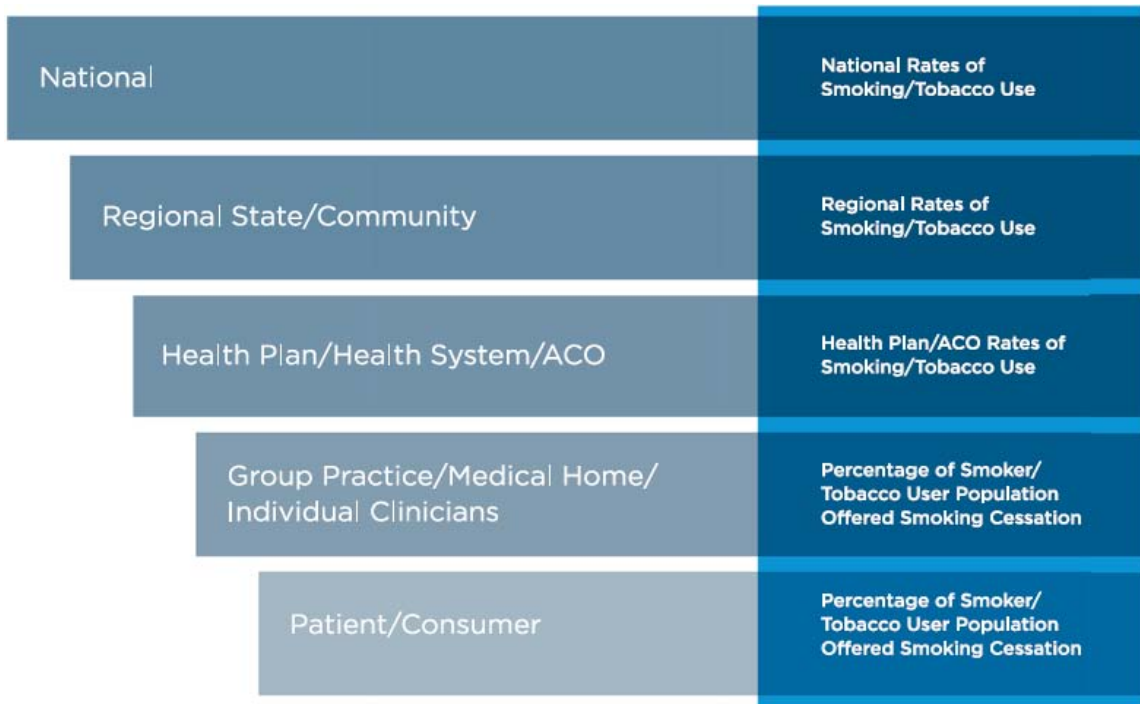 National
National Rates of
Smoking/Tobacco Use
Regional State/Community
Regional Rates of
Smoking/Tobacco Use
Health Plan/Health System/ACO
Health Plan/ACO Rates of
Smoking/Tobacco Use
Group Practice/Medical Home/
Individual Clinicians
Percentage of Smoker/
Tobacco User Population
Offered Smoking Cessation
Patient/Consumer
Percentage of Smoker/
Tobacco User Population
Offered Smoking Cessation